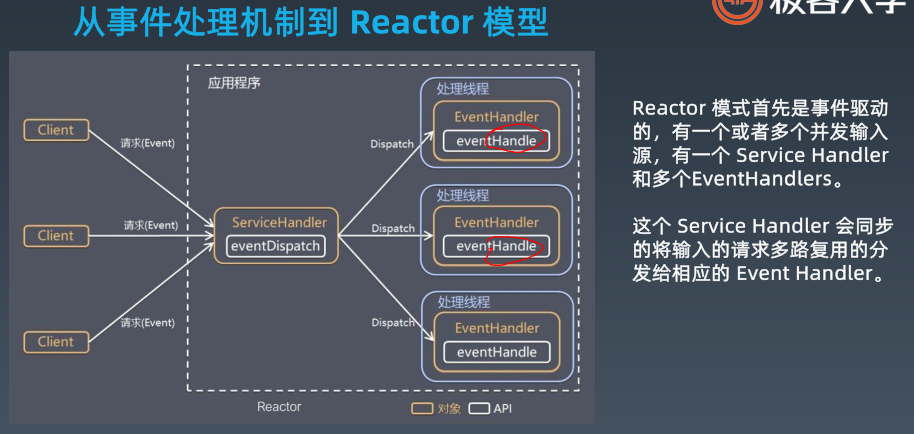 从事件处理机制到 Reactor 模型
应用程序
处理线程
EventHandler
eventHandle
Client
请求(Event)
Dispatch
处理线程
EventHandler
eventHandle
Client
请求(Event)
ServiceHandler
eventDispatch
Dispatch
处理线程
EventHandler
eventHandle
Client
请求(Event)
Dispatch
Reactor
对象
API
Reactor 模式首先是事件驱动
的，有一个或者多个并发输入
源，有一个 Service Handler
和多个EventHandlers。
这个 Service Handler 会同步
的将输入的请求多路复用的分
发给相应的 Event Handler。